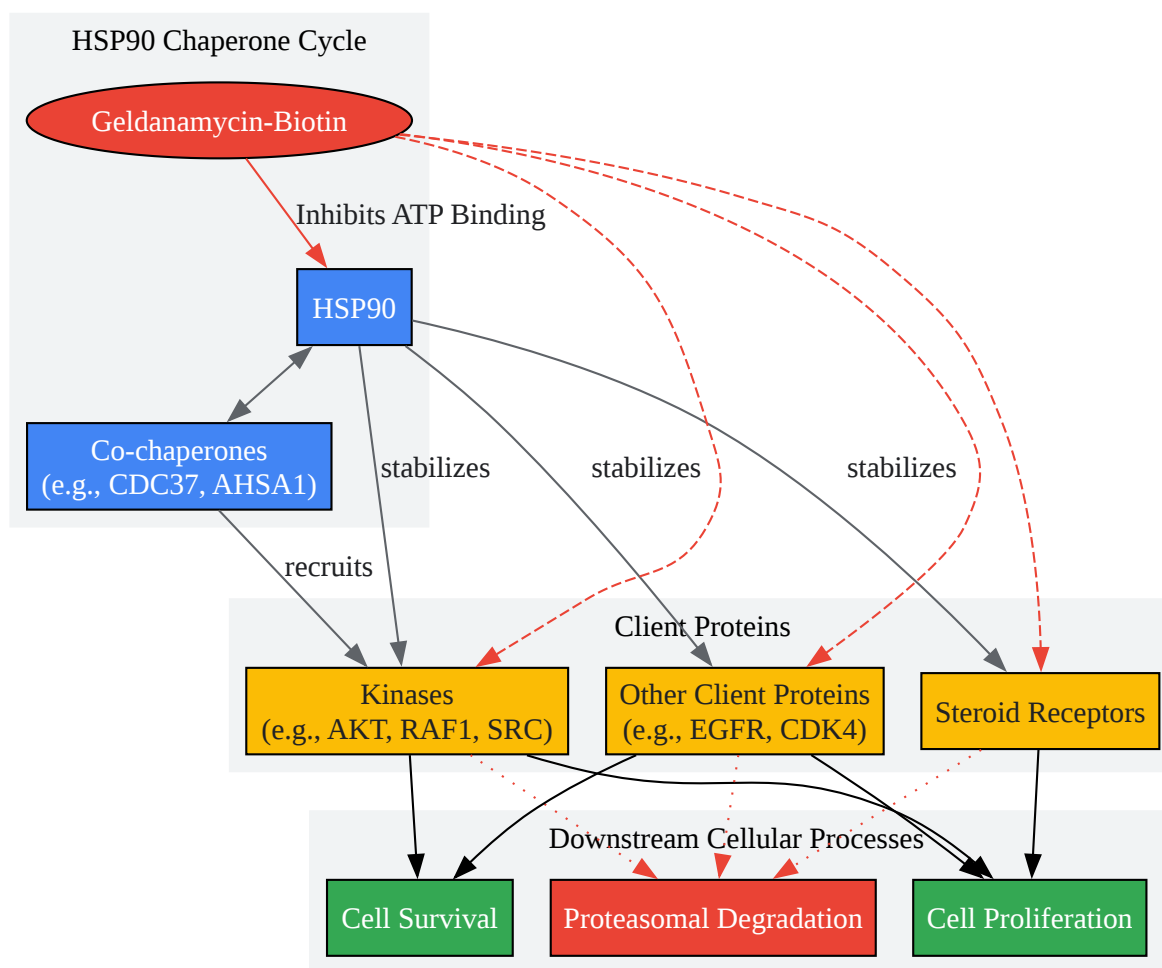 HSP90 Chaperone Cycle
Geldanamycin-Biotin
Inhibits ATP Binding
HSP90
Co-chaperones
(e.g., CDC37, AHSA1)
stabilizes
stabilizes
stabilizes
recruits
Client Proteins
Kinases
(e.g., AKT, RAF1, SRC)
Other Client Proteins
(e.g., EGFR, CDK4)
Steroid Receptors
Downstream Cellular Processes
Cell Survival
Proteasomal Degradation
Cell Proliferation